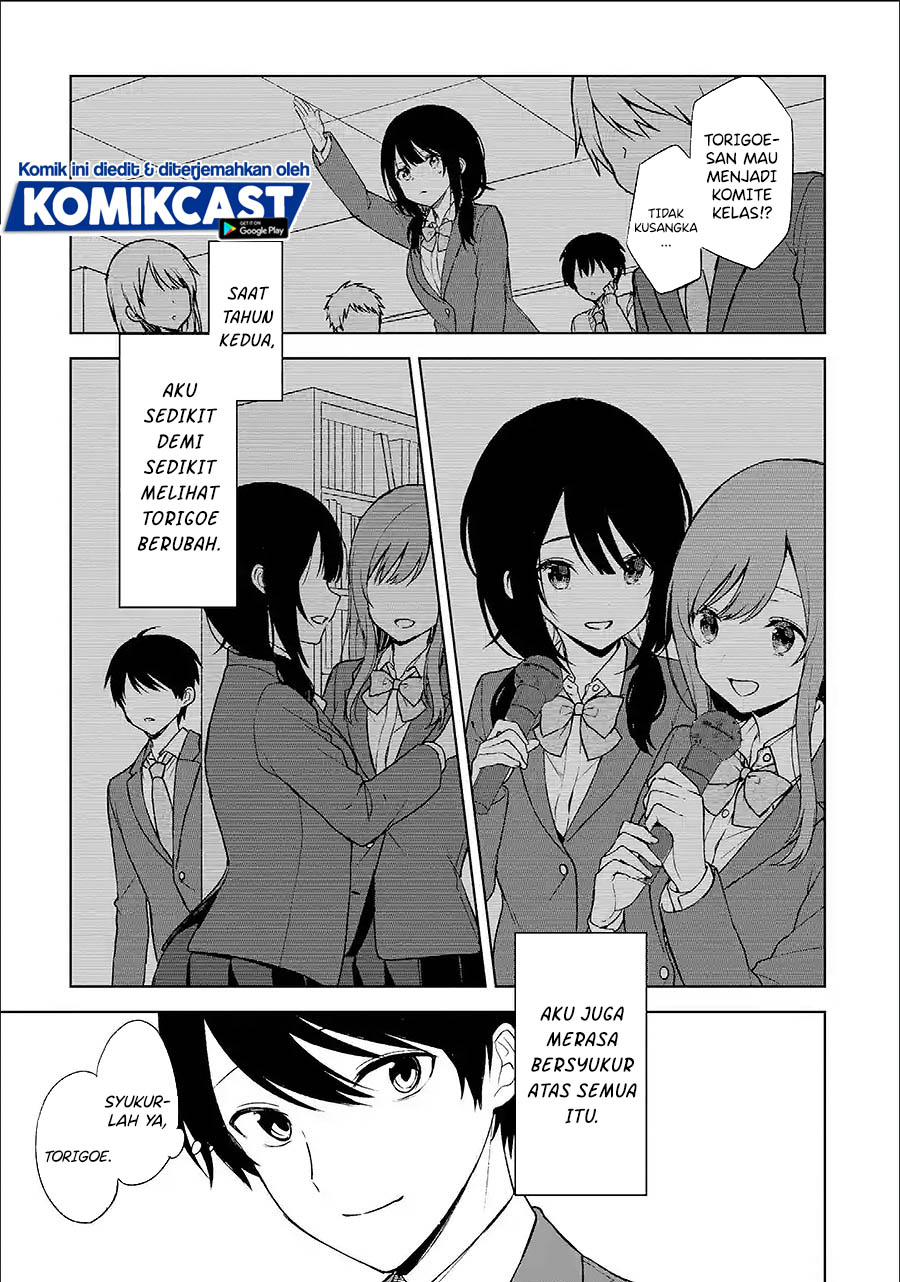 TORIGOE-
SAN MAU
MENJADI
KOMITE
KELAS!?
TIDAK
KUSANGKA
...
Komik ini diedit & diterjemahkan oleh
KOMIKCAST
GET IT ON
Google Play
SAAT
TAHUN
KEDUA,
AKU
SEDIKIT
DEMI
SEDIKIT
MELIHAT
TORIGOE
BERUBAH.
AKU JUGA
MERASA
BERSYUKUR
ATAS SEMUA
ITU.
SYUKUR-
LAH YA,
TORIGOE.